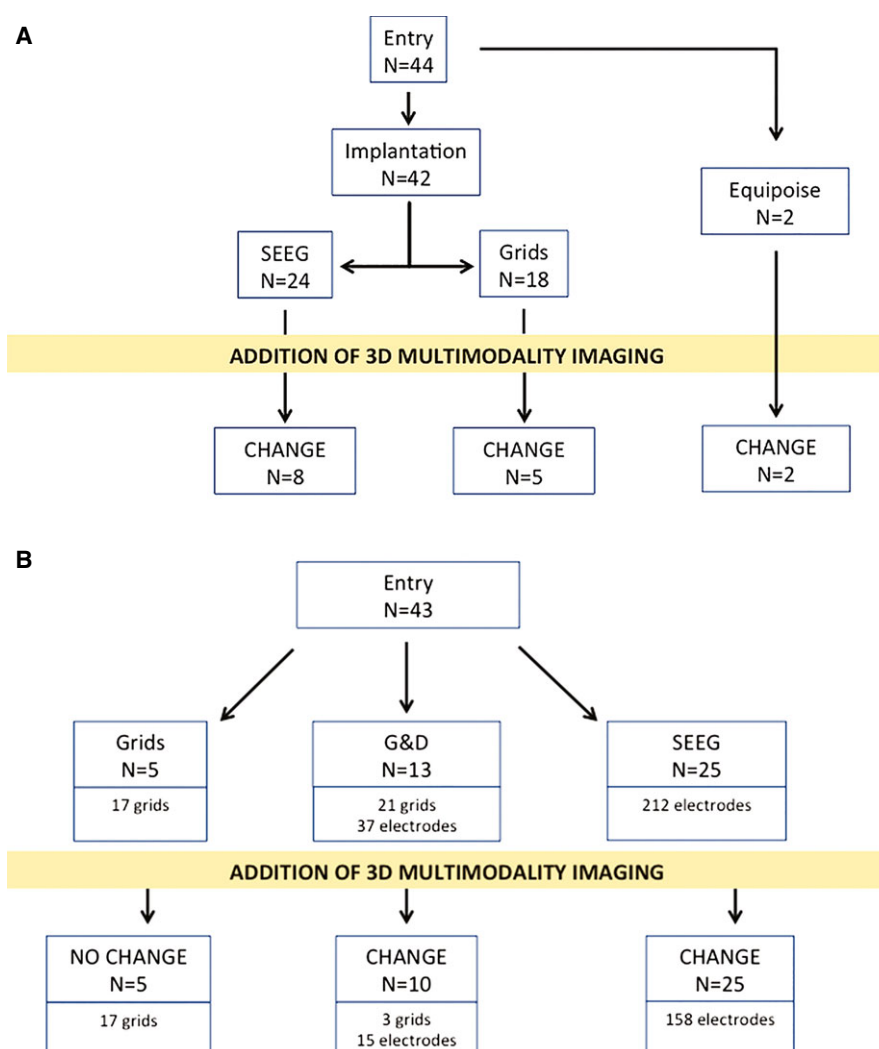 A
Entry
N=44
Implantation
N=42
Equipoise
N=2
SEEG
N=24
Grids
N=18
ADDITION OF 3D MULTIMODALITY IMAGING
CHANGE
N=8
CHANGE
N=5
CHANGE
N=2
B
Entry
N=43
Grids
N=5
17 grids
G&D
N=13
21 grids
37 electrodes
SEEG
N=25
212 electrodes
ADDITION OF 3D MULTIMODALITY IMAGING
NO CHANGE
N=5
17 grids
CHANGE
N=10
3 grids
15 electrodes
CHANGE
N=25
158 electrodes